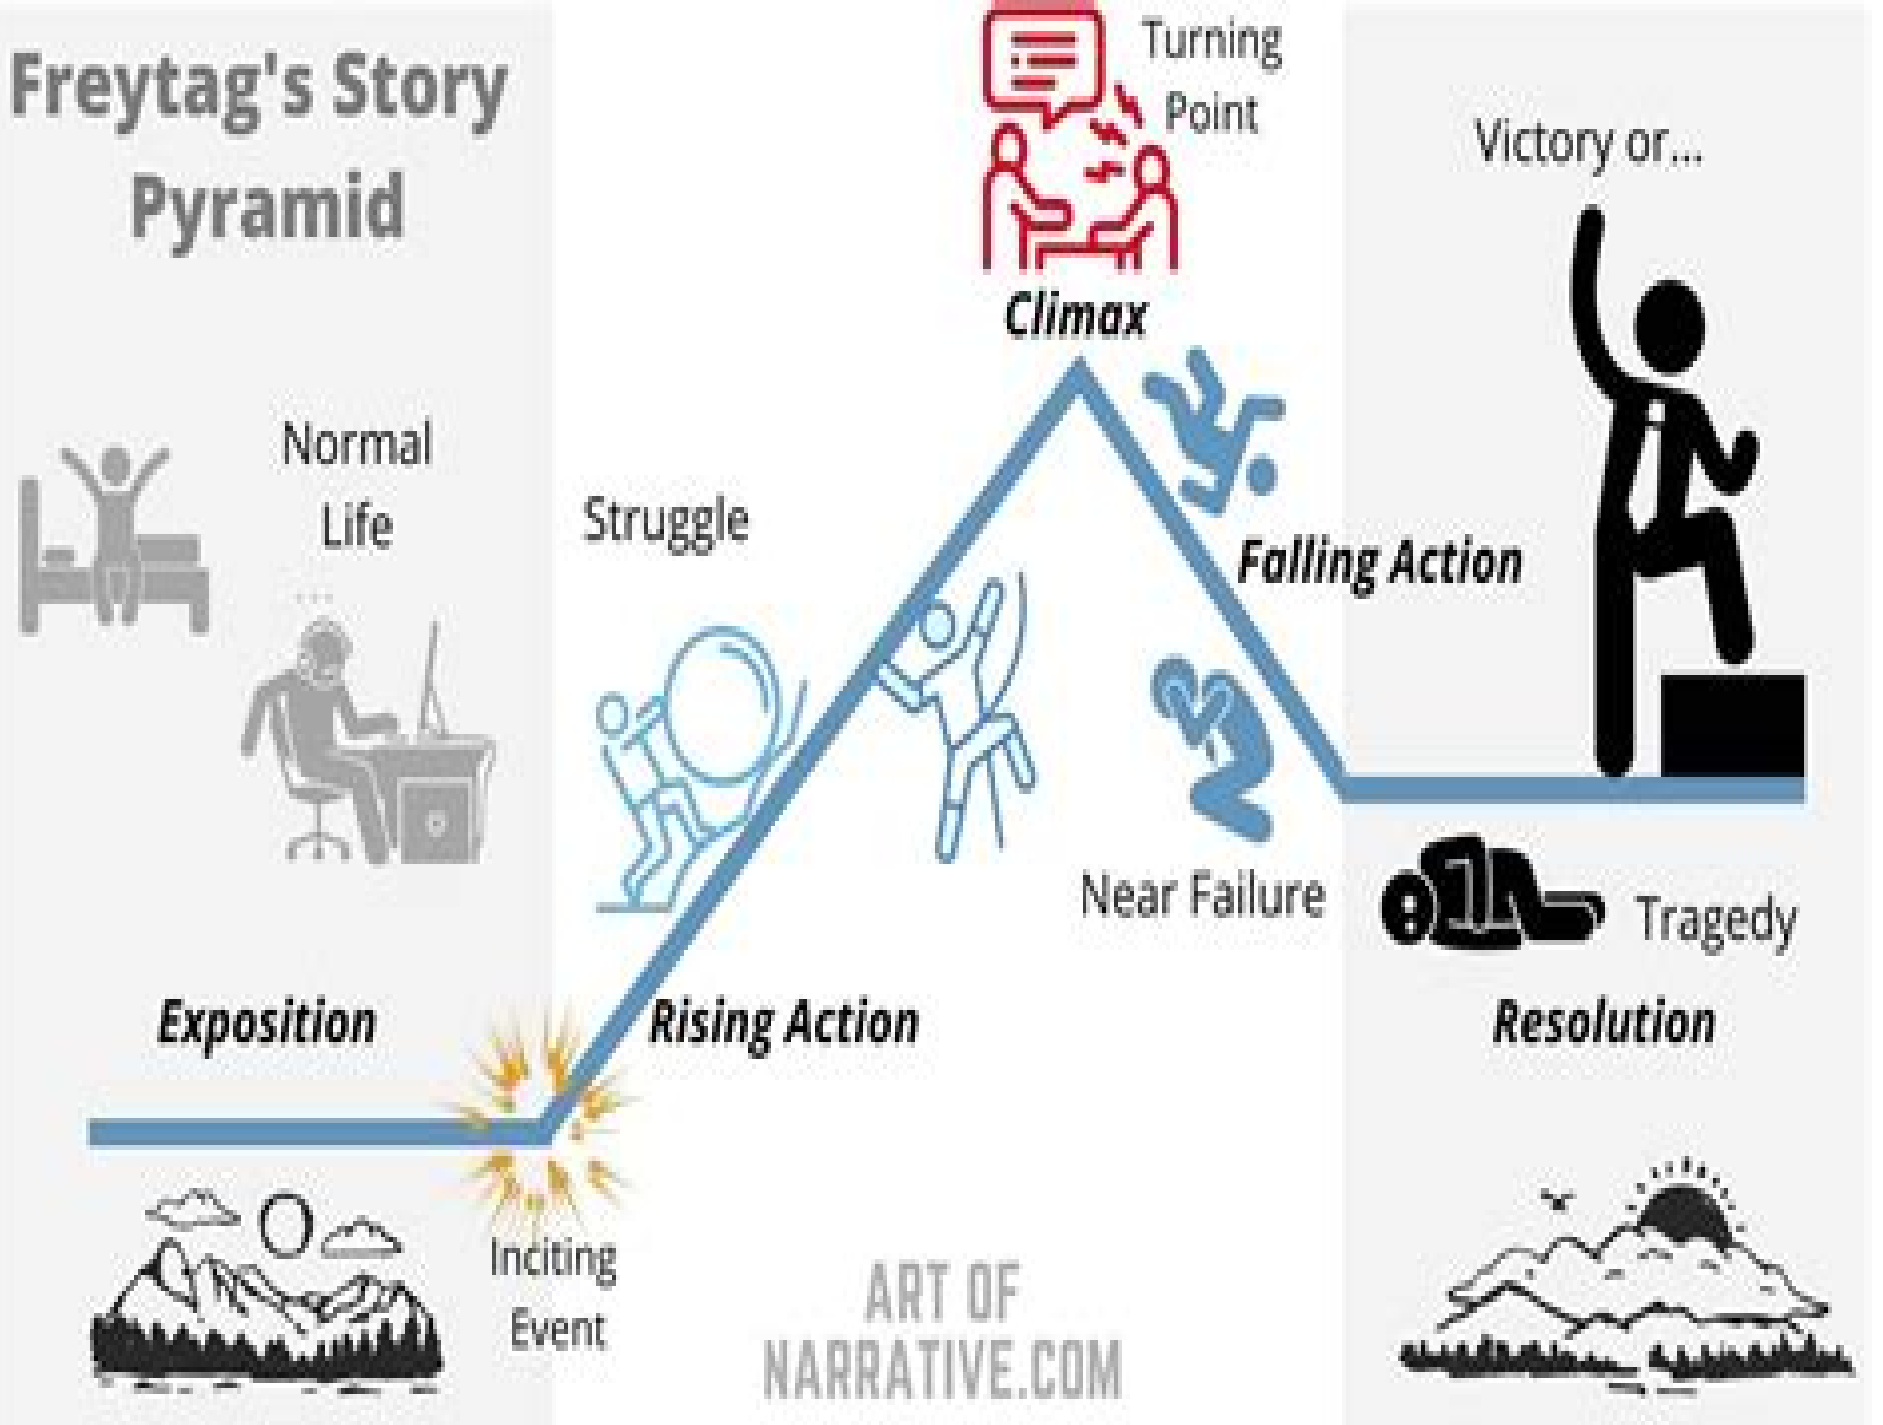 Freytag's Story
Pyramid
Turning
Point
Climax
Victory or...
Normal
Life
Struggle
Falling Action
Near Failure
Tragedy
Exposition
Rising Action
Resolution
Inciting
Event
ART OF
NARRATIVE.COM